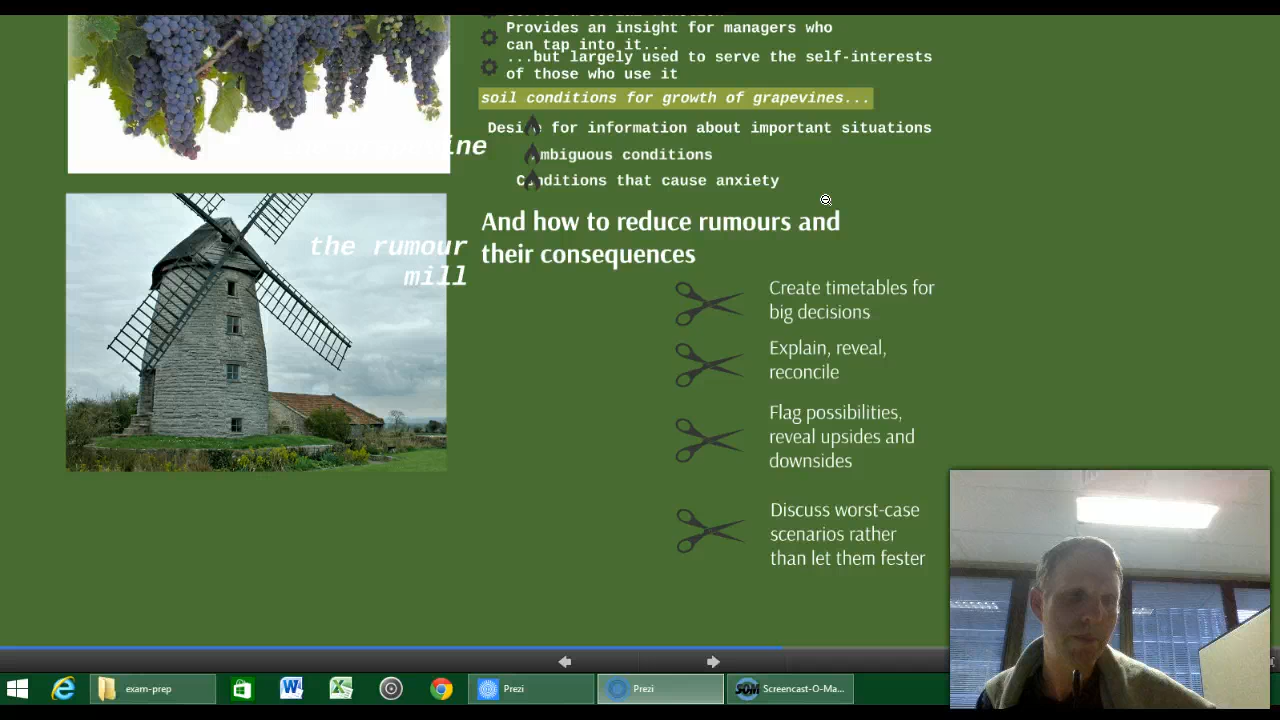 Provides an insight for managers who
can tap into it...
...but largely used to serve the self-interests
of those who use it
soil conditions for growth of grapevines...
Desire for information about important situations
Ambiguous conditions
Conditions that cause anxiety
the rumour
mill
And how to reduce rumours and
their consequences
Create timetables for
big decisions
Explain, reveal,
reconcile
Flag possibilities,
reveal upsides and
downsides
Discuss worst-case
scenarios rather
than let them fester
exam-prep
Prezi
Prezi
SOM
Screencast-O-Ma...